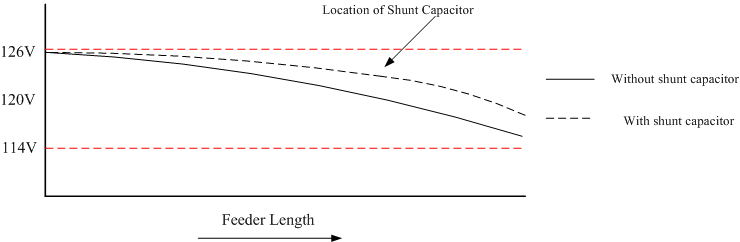 Location of Shunt Capacitor
126V
120V
114V
Without shunt capacitor
With shunt capacitor
Feeder Length